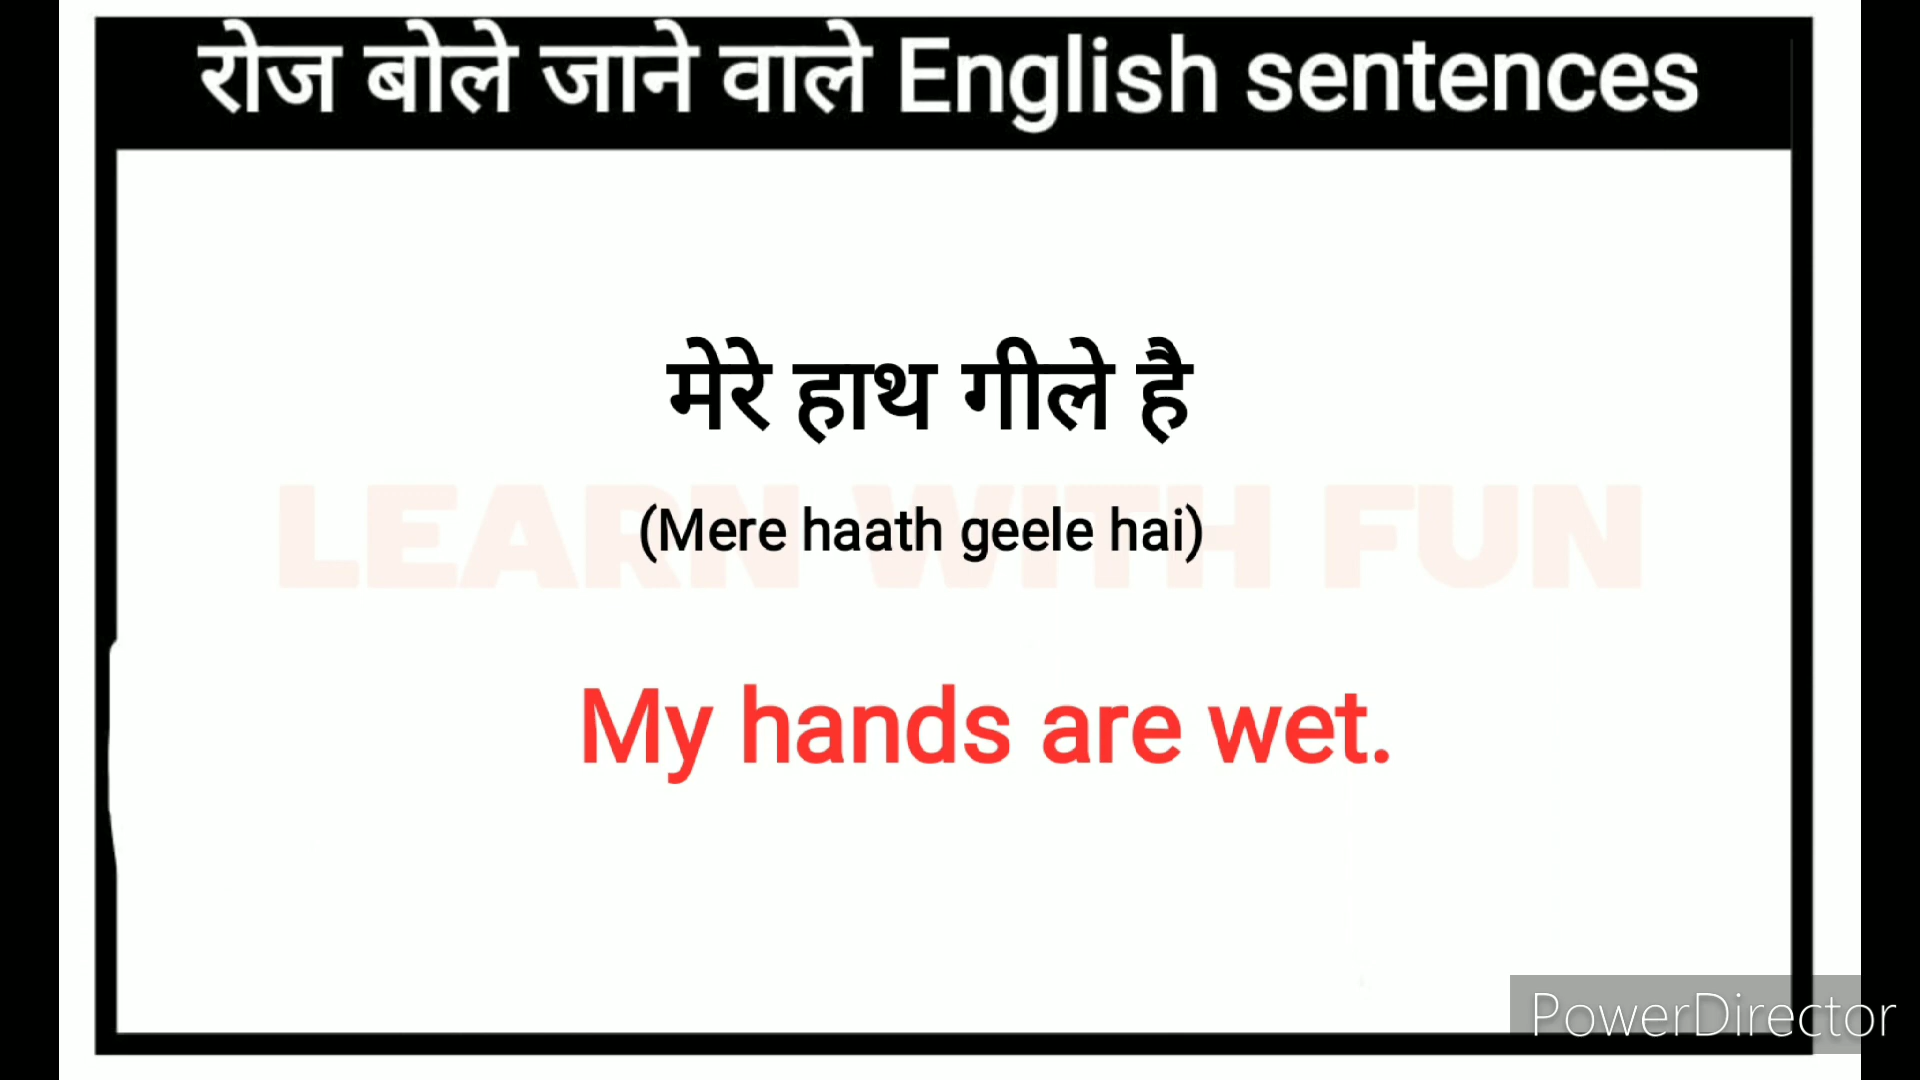 रोज बोले जाने वाले English sentences
मेरे हाथ गीले है
LEARN WITH FUN
(Mere haath geele hai)
My hands are wet.
PowerDirector